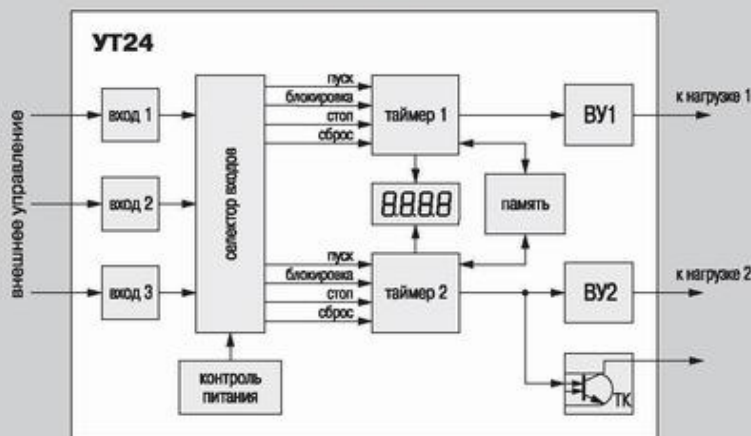 УТ24
внешнее управление
вход 1
вход 2
вход 3
селектор входов
контроль
питания
пуск
блокировка
стоп
сброс
таймер 1
8.8.8.8
память
пуск
блокировка
стоп
сброс
таймер 2
ВУ1
к нагрузке 1
ВУ2
к нагрузке 2
ТК